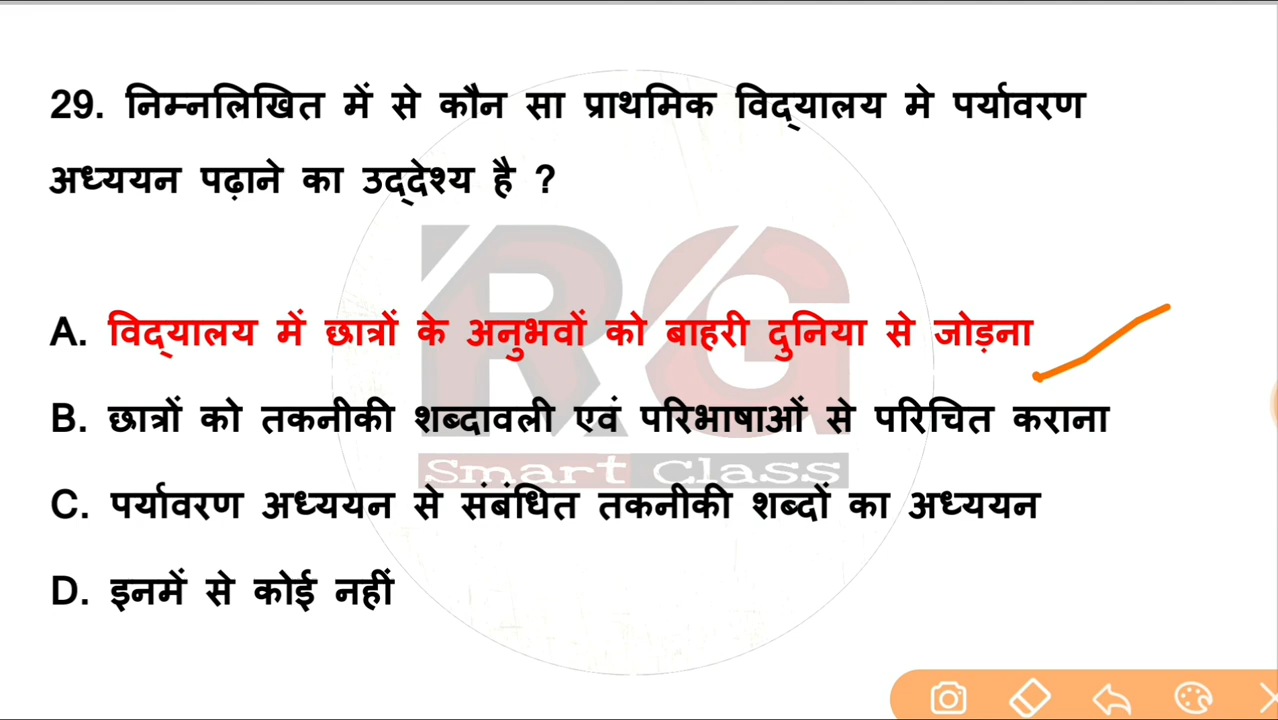 29. निम्नलिखित में से कौन सा प्राथमिक विद्यालय मे पर्यावरण
अध्ययन पढ़ाने का उद्देश्य है ?
A. विद्यालय में छात्रों के अनुभवों को बाहरी दुनिया से जोड़ना
B. छात्रों को तकनीकी शब्दावली एवं परिभाषाओं से परिचित कराना
RG
Smart Class
C. पर्यावरण अध्ययन से संबंधित तकनीकी शब्दों का अध्ययन
D. इनमें से कोई नहीं